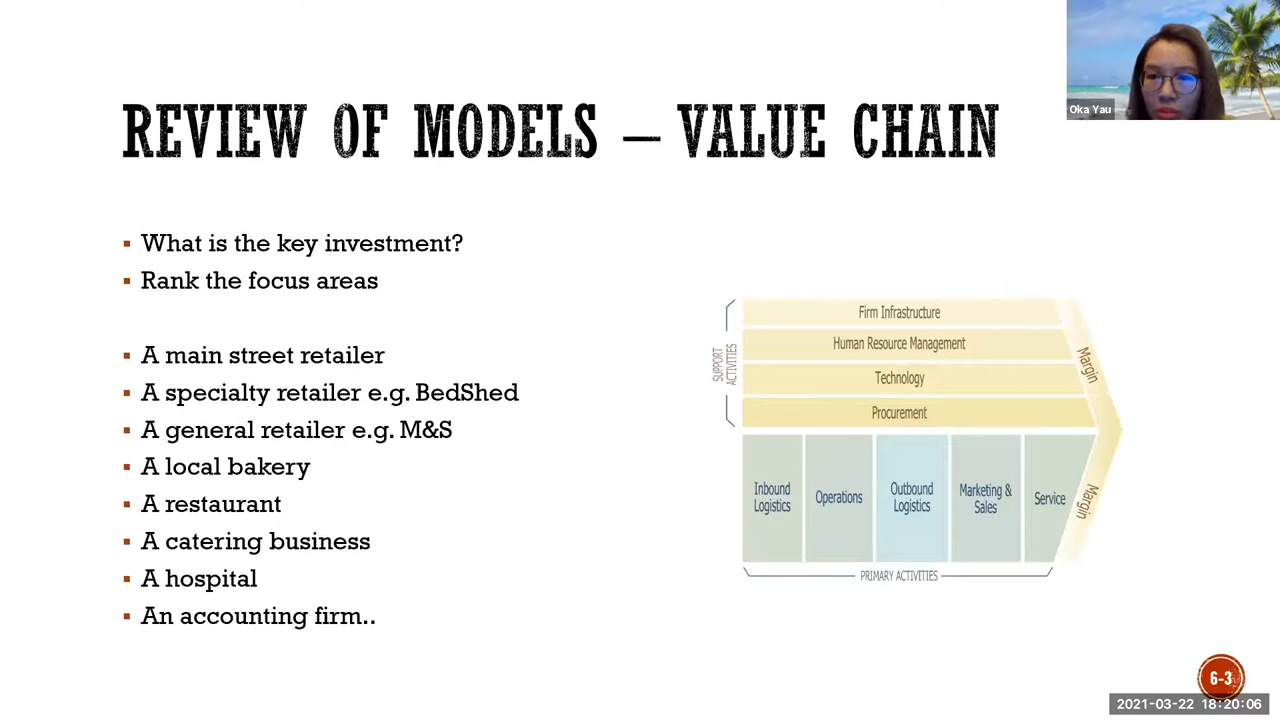 Oka Yau
REVIEW OF MODELS – VALUE CHAIN
▪ What is the key investment?
▪ Rank the focus areas
▪ A main street retailer
▪ A specialty retailer e.g. BedShed
▪ A general retailer e.g. M&S
▪ A local bakery
▪ A restaurant
▪ A catering business
▪ A hospital
▪ An accounting firm..
SUPPORT
ACTIVITIES
Firm Infrastructure
Human Resource Management
Technology
Procurement
Margin
Inbound
Logistics
Operations
Outbound
Logistics
Marketing &
Sales
Service
Margin
PRIMARY ACTIVITIES
6-3
2021-03-22 18:20:06